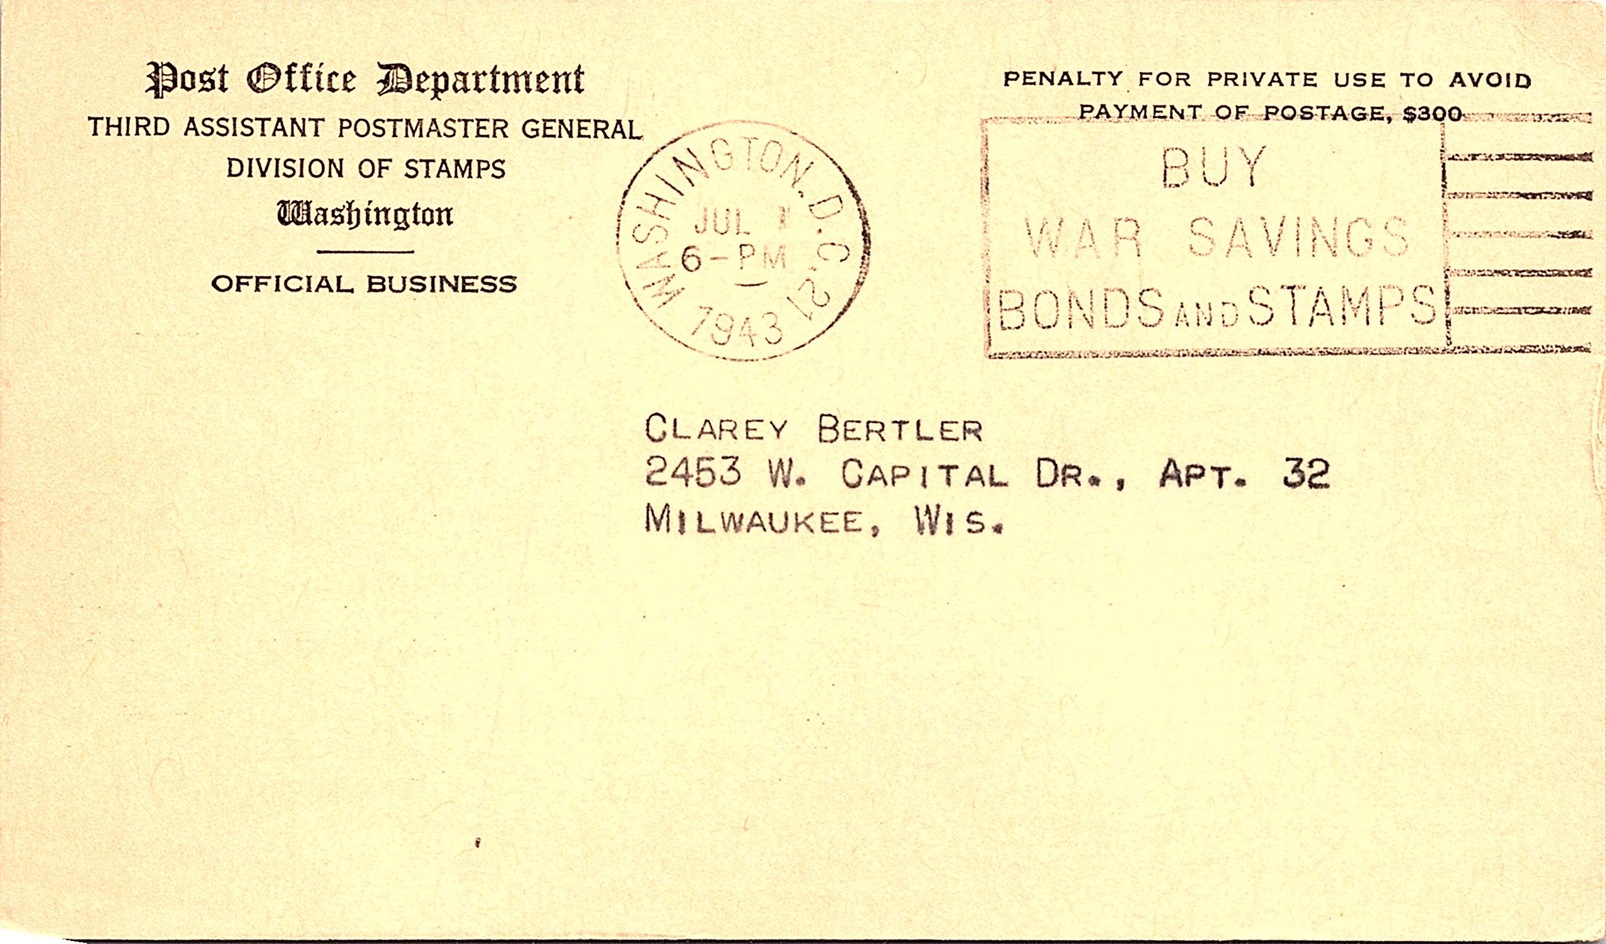 Post Office Department
THIRD ASSISTANT POSTMASTER GENERAL
DIVISION OF STAMPS
Washington
OFFICIAL BUSINESS
PENALTY FOR PRIVATE USE TO AVOID
PAYMENT OF POSTAGE, $300
WASHINGTON, D.C. 21
JUL 1
6-PM
1943
BUY
WAR SAVINGS
BONDS AND STAMPS
CLAREY BERTLER
2453 W. CAPITAL DR., APT. 32
MILWAUKEE, WIS.